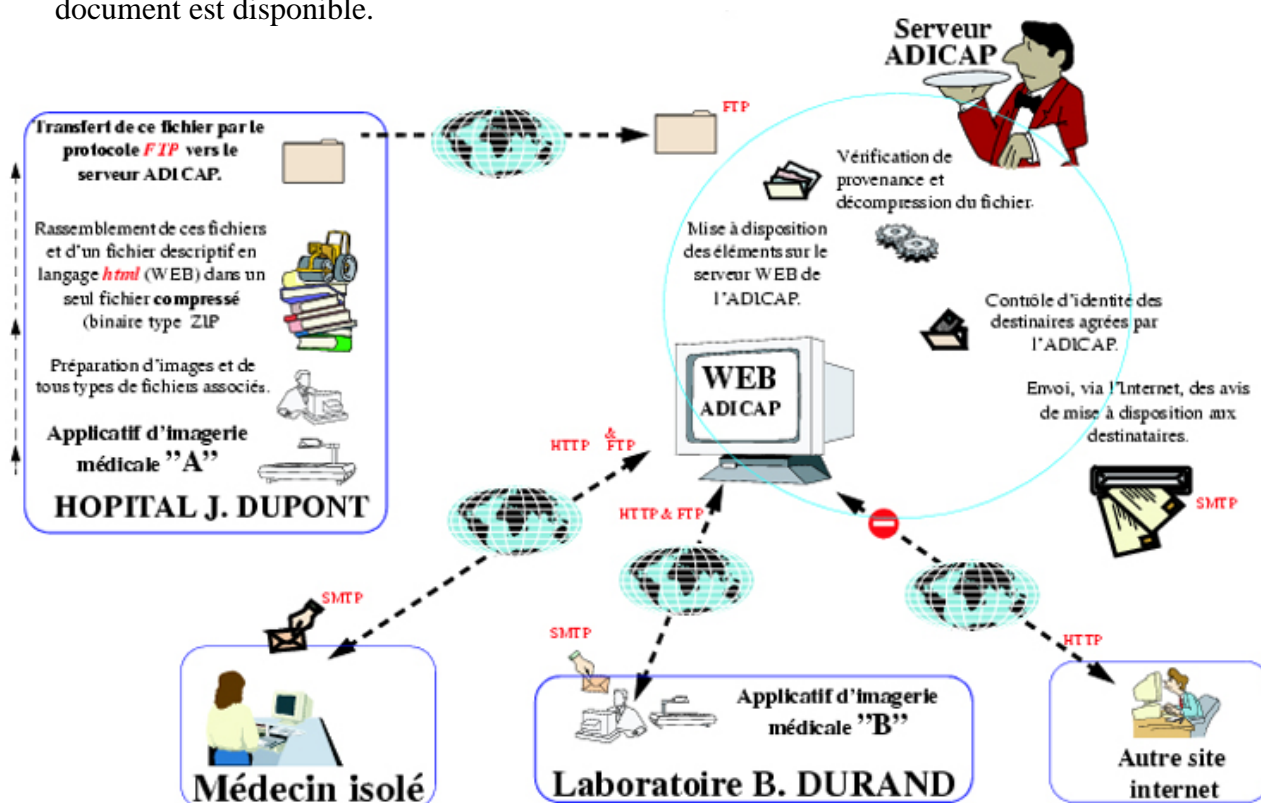 document est disponible.
Serveur
ADICAP
Transfert de ce fichier par le
protocole FTP vers le
serveur ADICAP.
FTP
Vérification de
provenance et
décompression du fichier.
Rassemblement de ces fichiers
et d'un fichier descriptif en
langage html (WEB) dans un
seul fichier compressé
(binaire type ZIP
Mise à disposition
des éléments sur le
serveur WEB de
l'ADICAP.
Contrôle d'identité des
destinaires agrées par
l'ADICAP.
Préparation d'images et de
tous types de fichiers associés.
WEB
ADICAP
Envoi, via l'Internet, des avis
de mise à disposition aux
destinataires.
Applicatif d'imagerie
médicale "A"
HOPITAL J. DUPONT
HTTP & FTP
HTTP & FTP
SMTP
SMTP
SMTP
HTTP
Applicatif d'imagerie
médicale "B"
Médecin isolé
Laboratoire B. DURAND
Autre site
internet